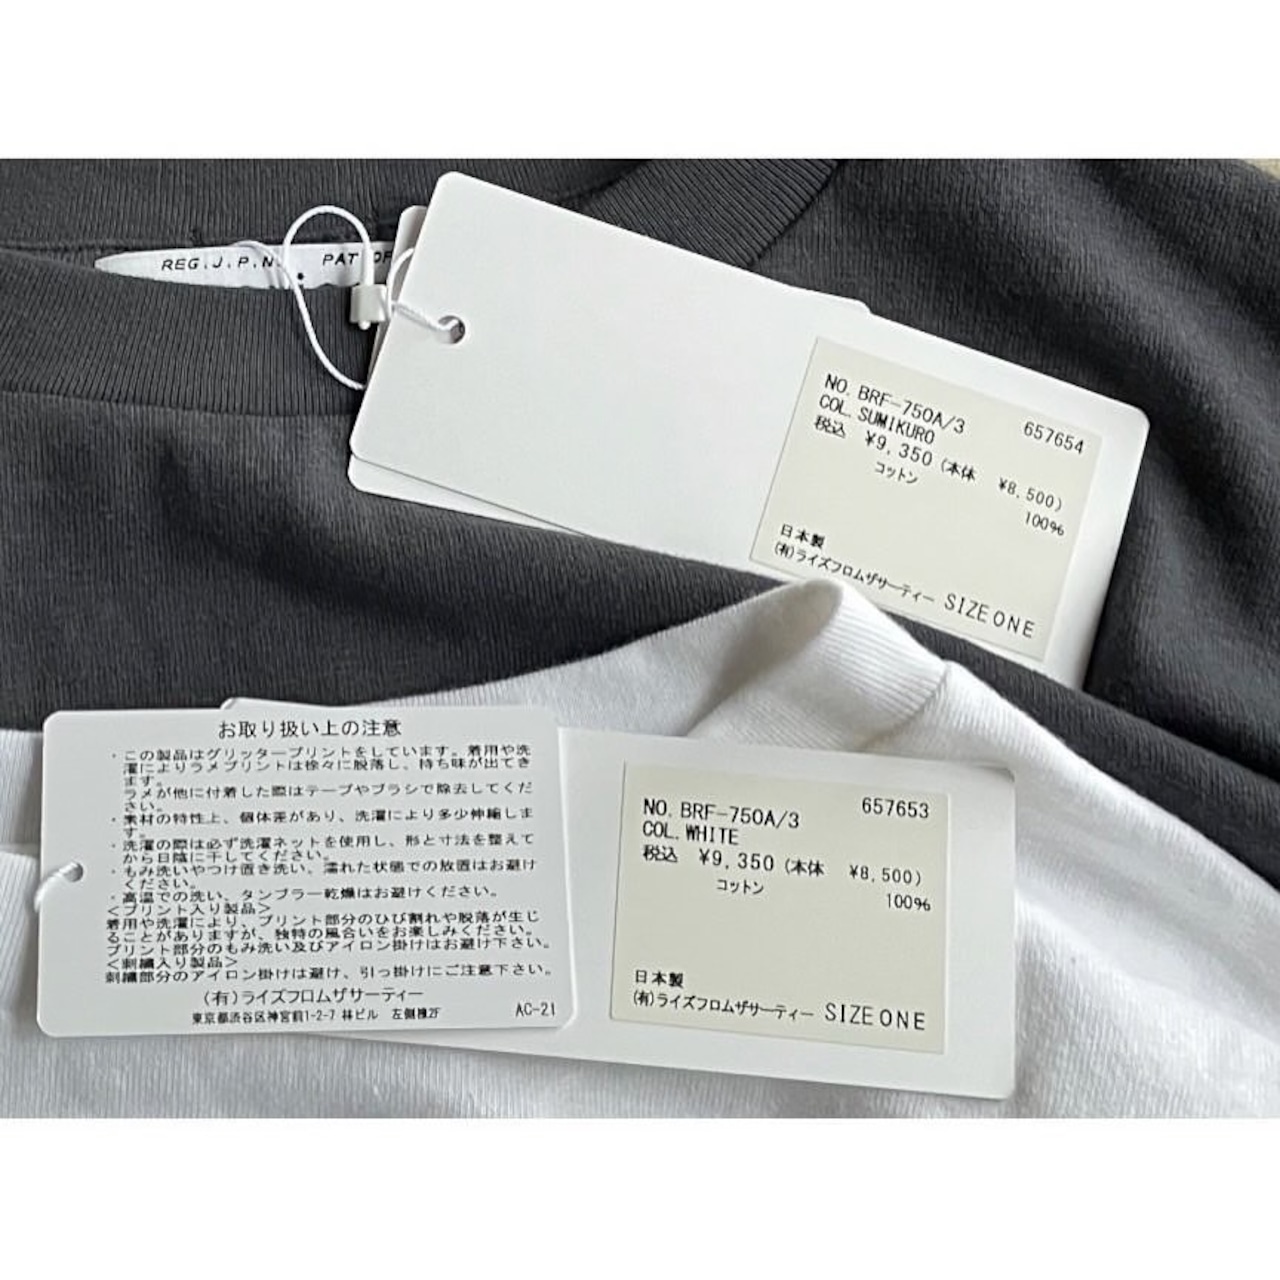 REG.J.P.N. PAT OF
NO. BRF-750A/3 657654
COL. SUMIKURO
税込 ¥9,350(本体 ¥8,500)
コットン 100%
日本製
(有)ライズフロムザサーティー SIZE ONE
お取り扱い上の注意
・この製品はグリッタープリントをしています。着用や洗
濯によりラメプリントは徐々に脱落し、持ち味が出てき
ます。
ラメが他に付着した際はテープやブラシで除去してくだ
さい。
・素材の特性上、個体差があり、洗濯により多少伸縮しま
す。
・洗濯の際は必ず洗濯ネットを使用し、形と寸法を整えて
から日陰に干してください。
・もみ洗いやつけ置き洗い、濡れた状態での放置はお避け
ください。
・高温での洗い、タンブラー乾燥はお避けください。
<プリント入り製品>
着用や洗濯により、プリント部分のひび割れや脱落が生じ
ることがありますが、独特の風合いをお楽しみください。
プリント部分のもみ洗い及びアイロン掛けはお避け下さい。
<刺繍入り製品>
刺繍部分のアイロン掛けは避け、引っ掛けにご注意下さい。
(有)ライズフロムザサーティー
東京都渋谷区神宮前1-2-7 林ビル 左側棟2F AC-21
NO. BRF-750A/3 657653
COL. WHITE
税込 ¥9,350(本体 ¥8,500)
コットン 100%
日本製
(有)ライズフロムザサーティー SIZE ONE